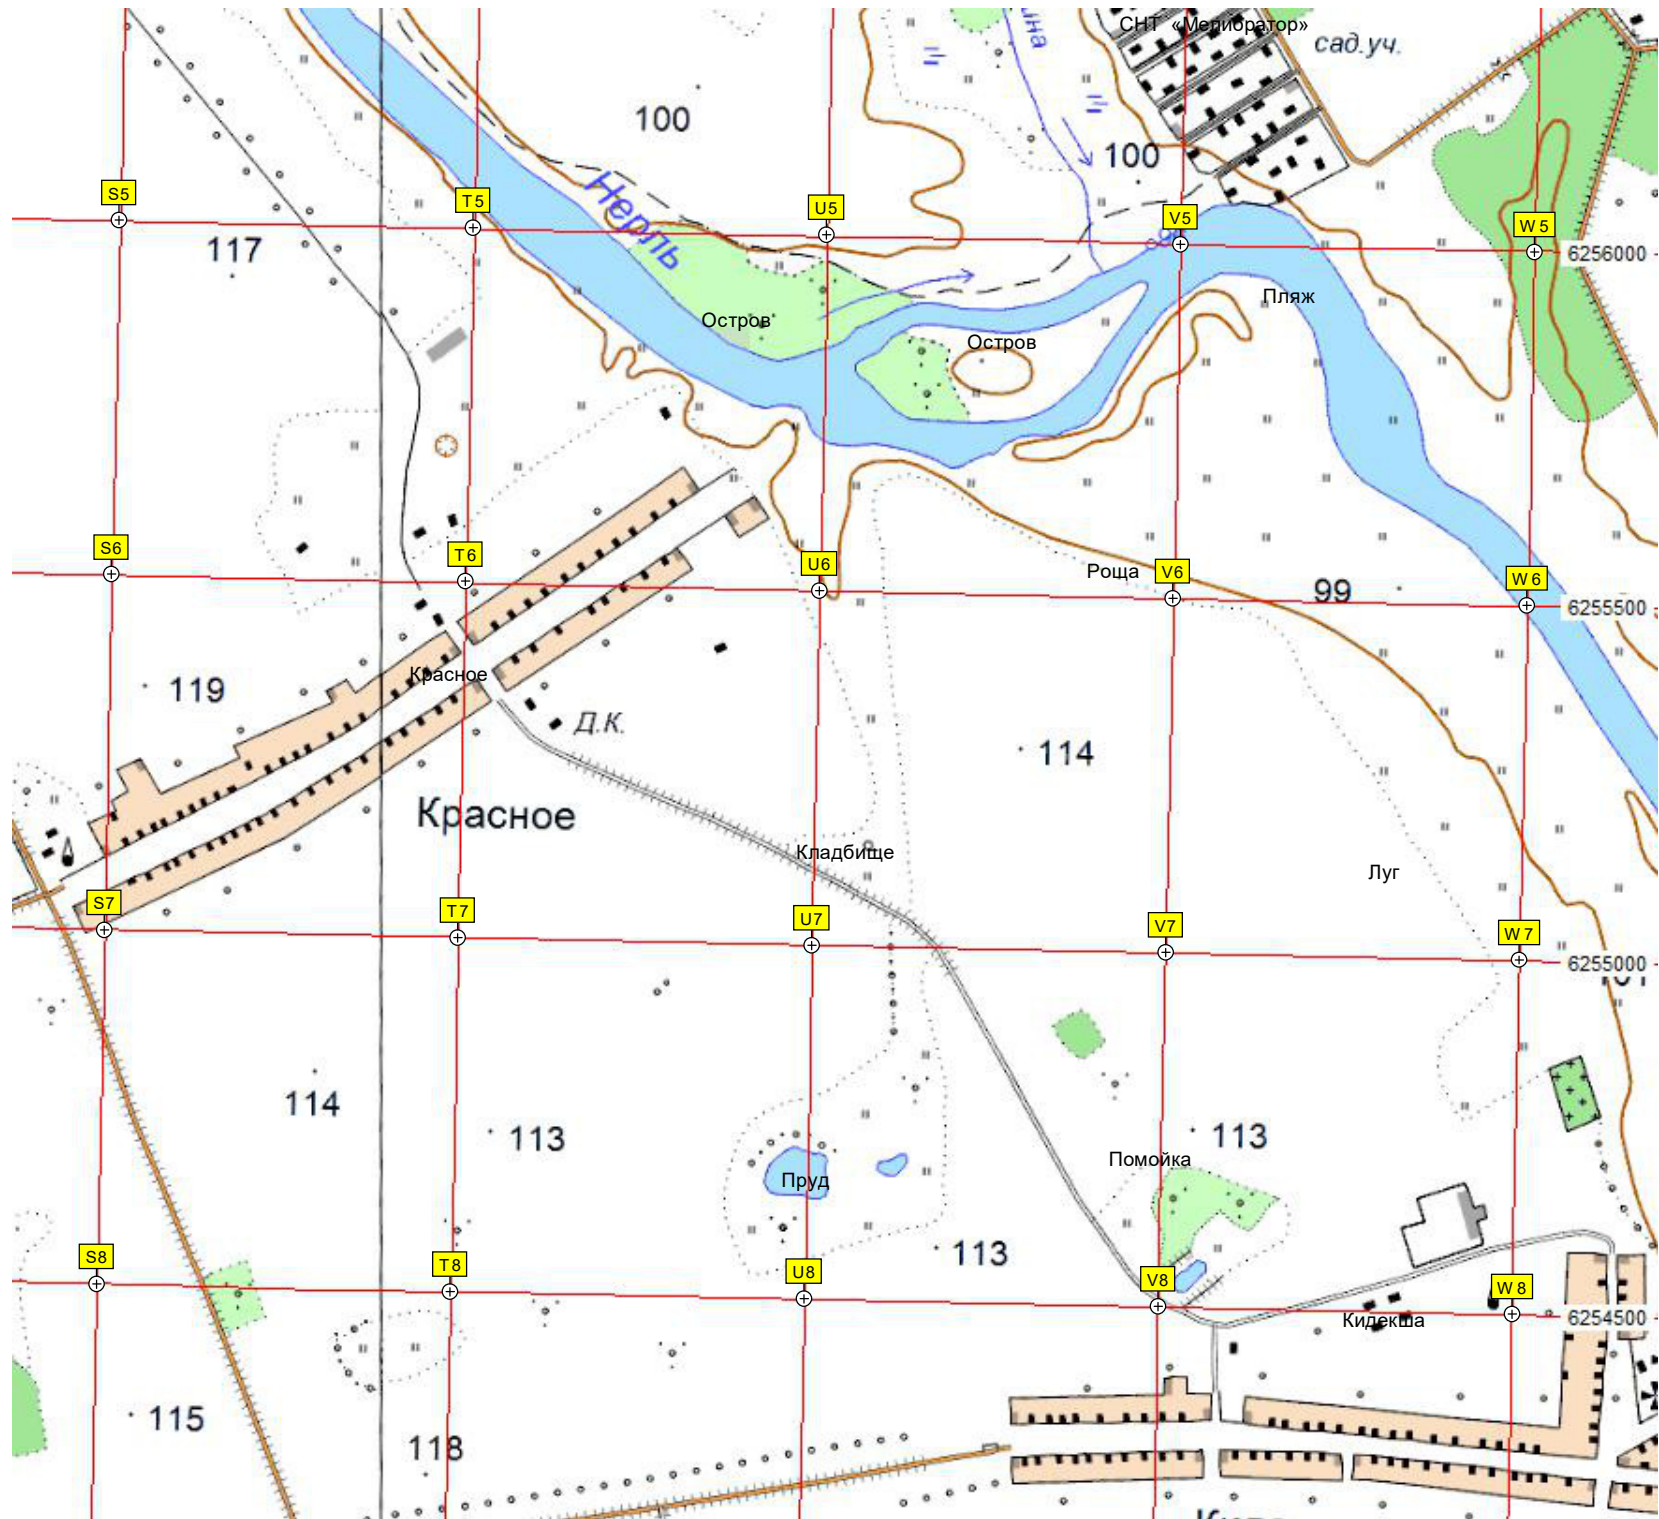 СНТ «Мелиоратор»
сад.уч.
100
100
S5
T5
U5
V5
W5
Нерль
117
6256000
Пляж
Остров
Остров
S6
T6
U6
V6
W6
Роща
99
6255500
119
Красное
Д.К.
114
Красное
Кладбище
Луг
S7
T7
U7
V7
W7
6255000
114
113
113
Помойка
Пруд
113
S8
T8
U8
V8
W8
Кидекша
6254500
115
118